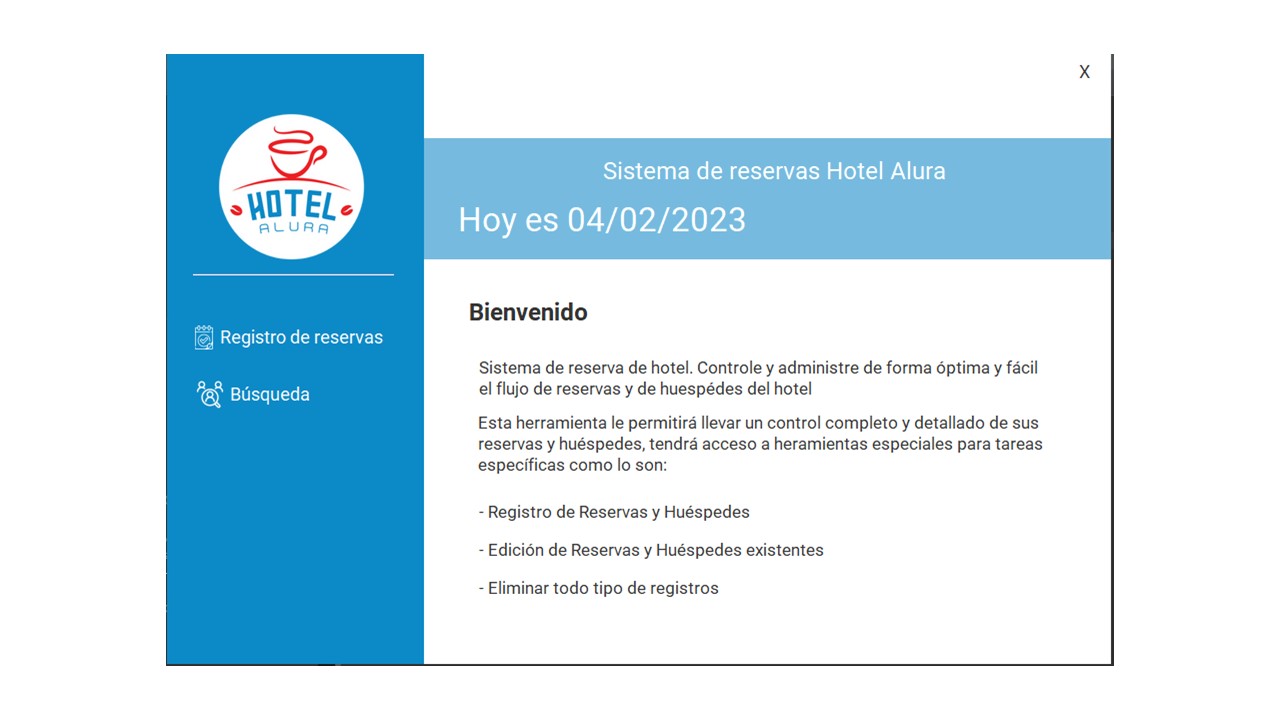 X
HOTEL
ALURA
Sistema de reservas Hotel Alura
Hoy es 04/02/2023
Registro de reservas
Búsqueda
Bienvenido
Sistema de reserva de hotel. Controle y administre de forma óptima y fácil
el flujo de reservas y de huespédes del hotel
Esta herramienta le permitirá llevar un control completo y detallado de sus
reservas y huéspedes, tendrá acceso a heramientas especiales para tareas
específicas como lo son:
- Registro de Reservas y Huéspedes
- Edición de Reservas y Huéspedes existentes
- Eliminar todo tipo de registros